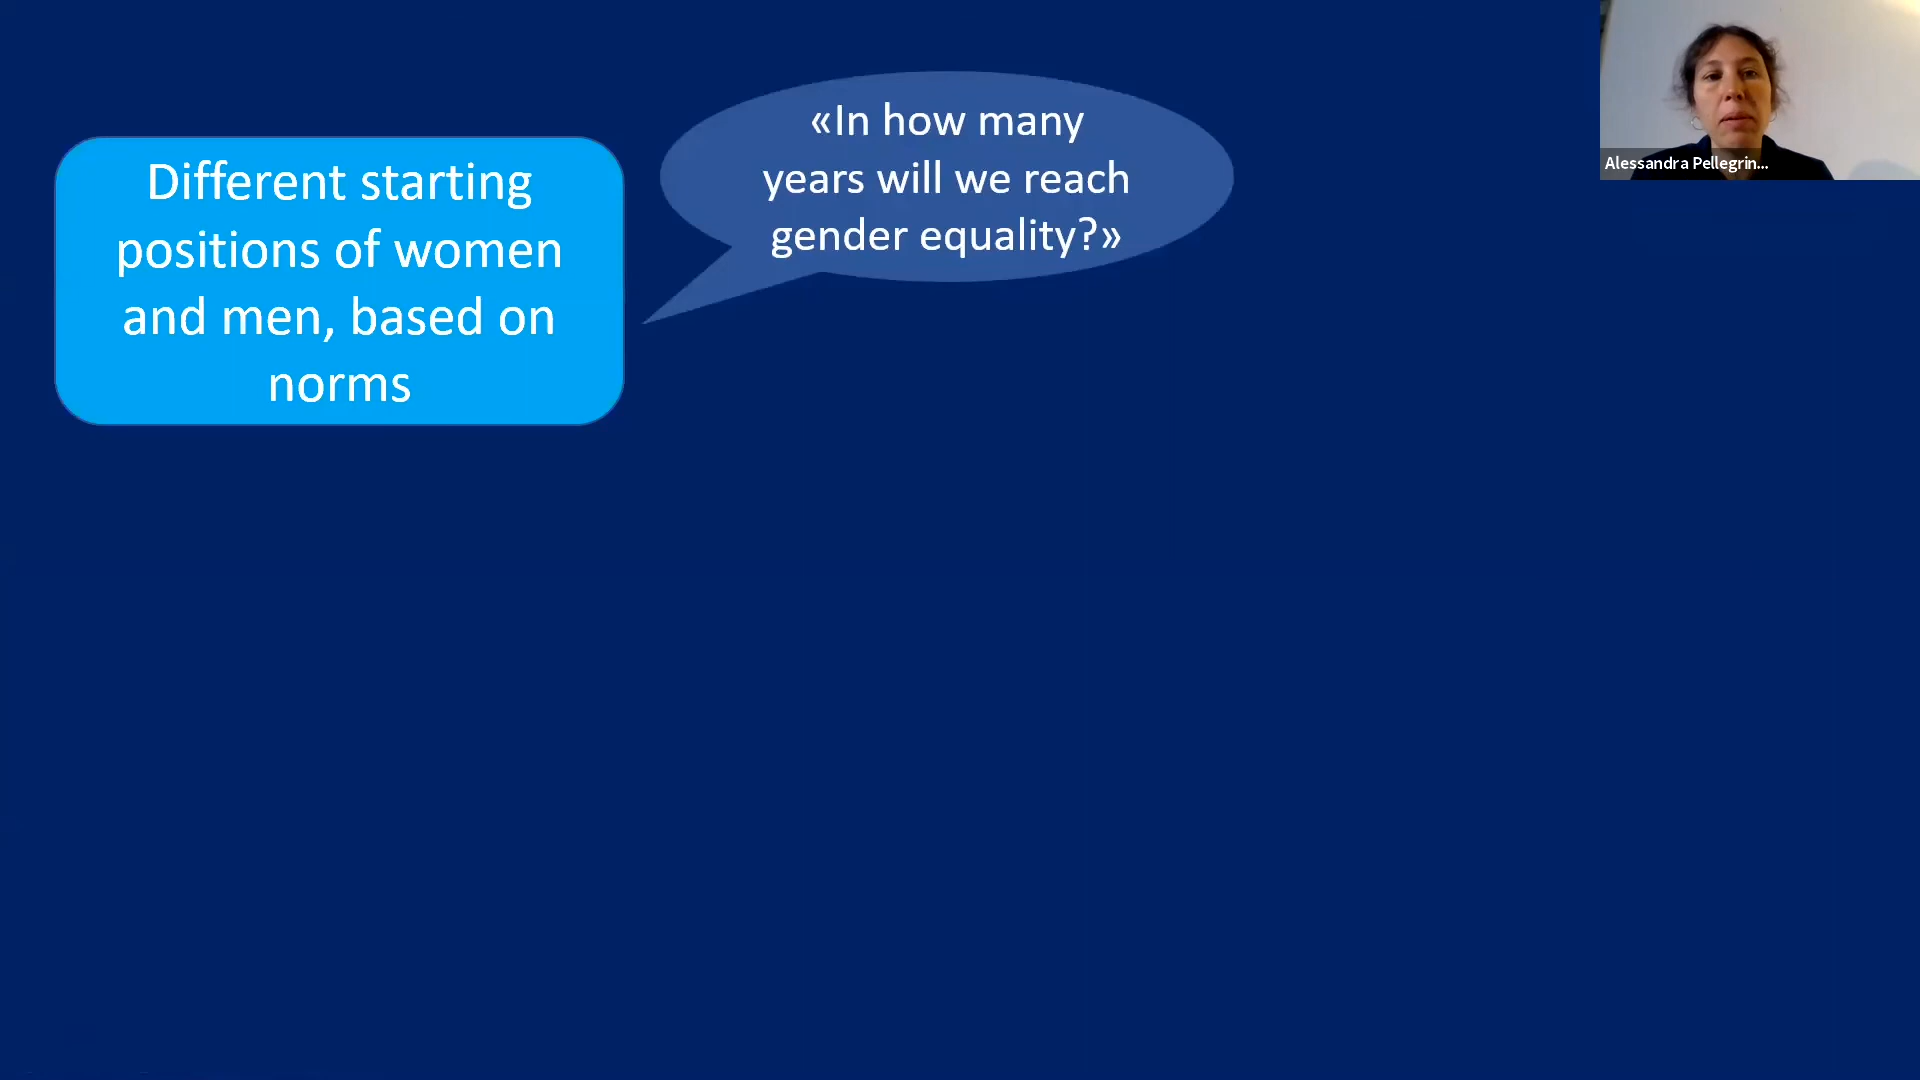 Different starting
positions of women
and men, based on
norms
«In how many
years will we reach
gender equality?»
Alessandra Pellegrin...